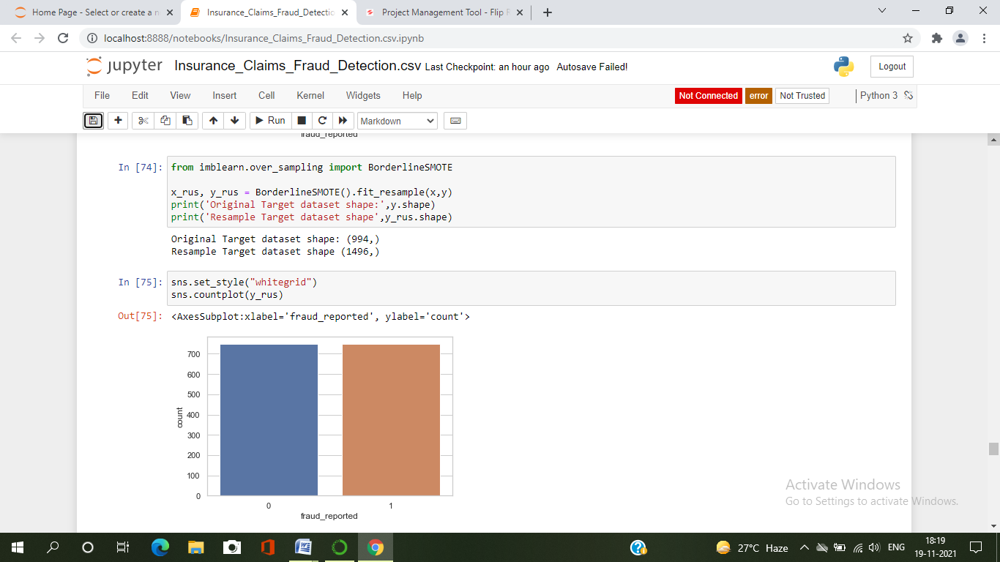 Home Page - Select or create a n
Insurance_Claims_Fraud_Detectio
Project Management Tool - Flip
localhost:8888/notebooks/Insurance_Claims_Fraud_Detection.csv.ipynb
jupyter Insurance_Claims_Fraud_Detection.csv Last Checkpoint: an hour ago Autosave Failed!
Logout
File Edit View Insert Cell Kernel Widgets Help
Not Connected error Not Trusted Python 3
Run Markdown
fraud_reported
In [74]: from imblearn.over_sampling import BorderlineSMOTE
x_rus, y_rus = BorderlineSMOTE().fit_resample(x,y)
print('Original Target dataset shape:',y.shape)
print('Resample Target dataset shape',y_rus.shape)
Original Target dataset shape: (994,)
Resample Target dataset shape (1496,)
In [75]: sns.set_style("whitegrid")
sns.countplot(y_rus)
Out[75]: <AxesSubplot:xlabel='fraud_reported', ylabel='count'>
700
600
500
400
300
200
100
0
count
0 1
fraud_reported
Activate Windows
Go to Settings to activate Windows.
27°C Haze
ENG
18:19
19-11-2021